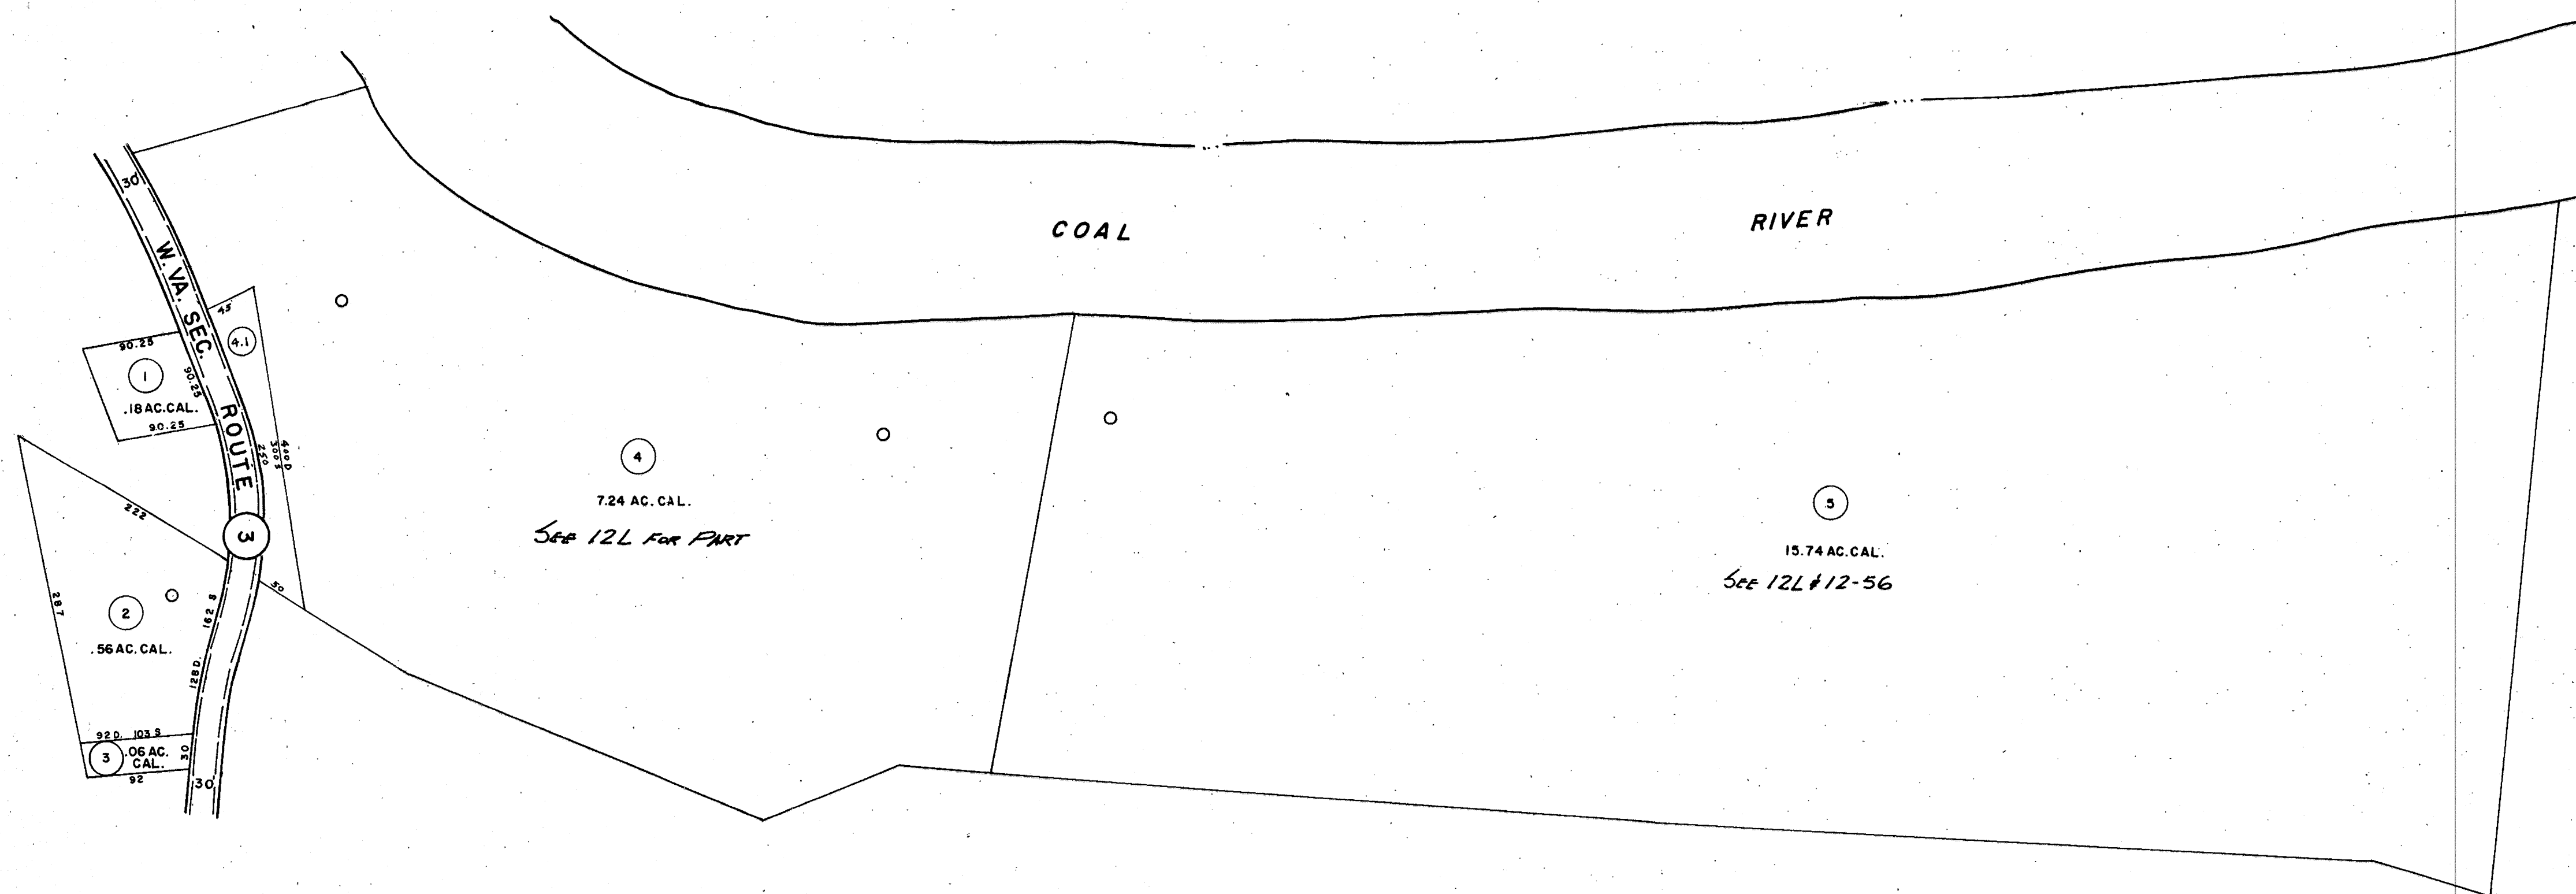 COAL
RIVER
30'
W. VA. SEC. ROUTE
3
45
4.1
90.25
1
90.25
.18 AC. CAL.
90.25
250
300 S
400 D
222
50
287
2
162 S
.56 AC. CAL.
128 D.
92 D. 103 S
3
.06 AC.
CAL.
30
92
30'
4
7.24 AC. CAL.
SEE 12L FOR PART
5
15.74 AC. CAL.
SEE 12L & 12-56